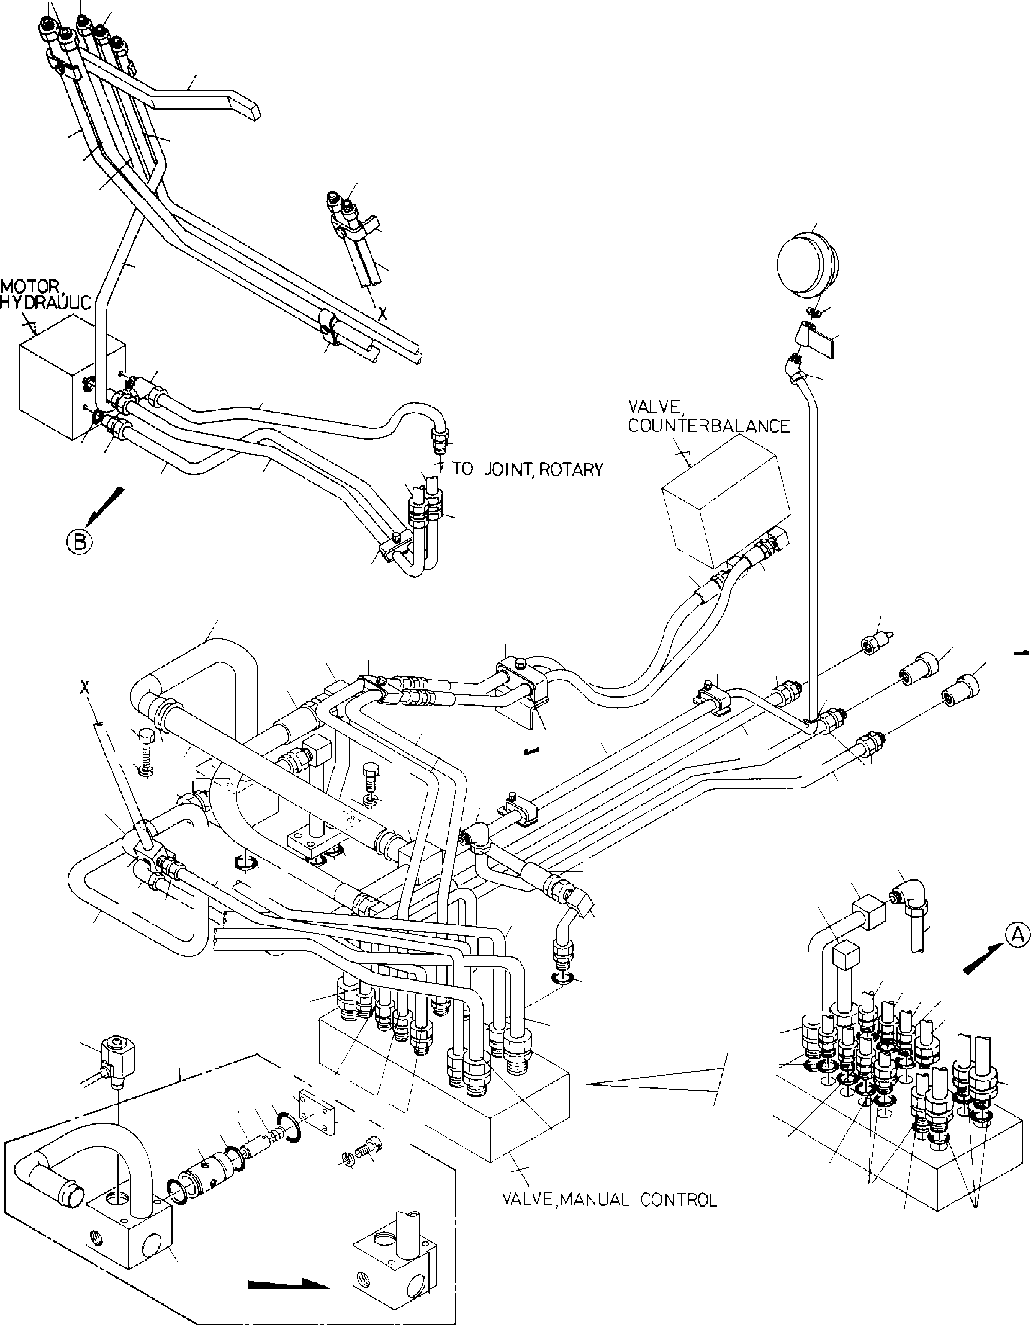 X
MOTOR,
HYDRAULIC
VALVE,
COUNTERBALANCE
TO JOINT, ROTARY
B
X
A
VALVE, MANUAL CONTROL